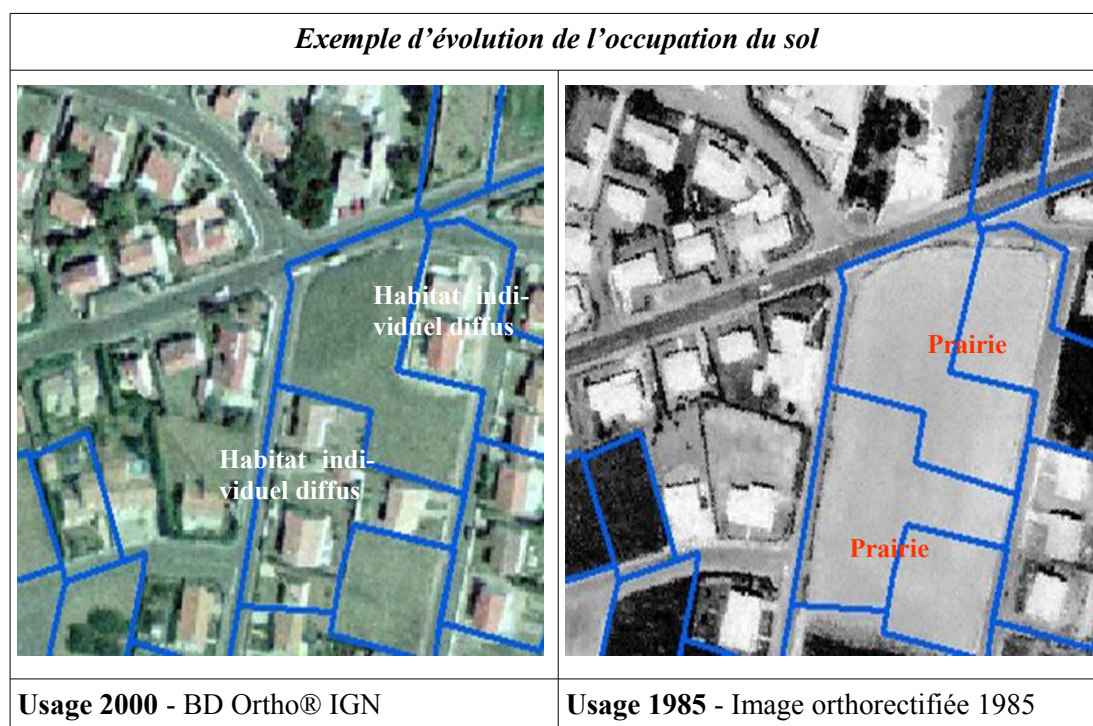 Exemple d’évolution de l’occupation du sol
Habitat indi-
viduel diffus
Habitat indi-
viduel diffus
Prairie
Prairie
Usage 2000 - BD Ortho® IGN
Usage 1985 - Image orthorectifiée 1985